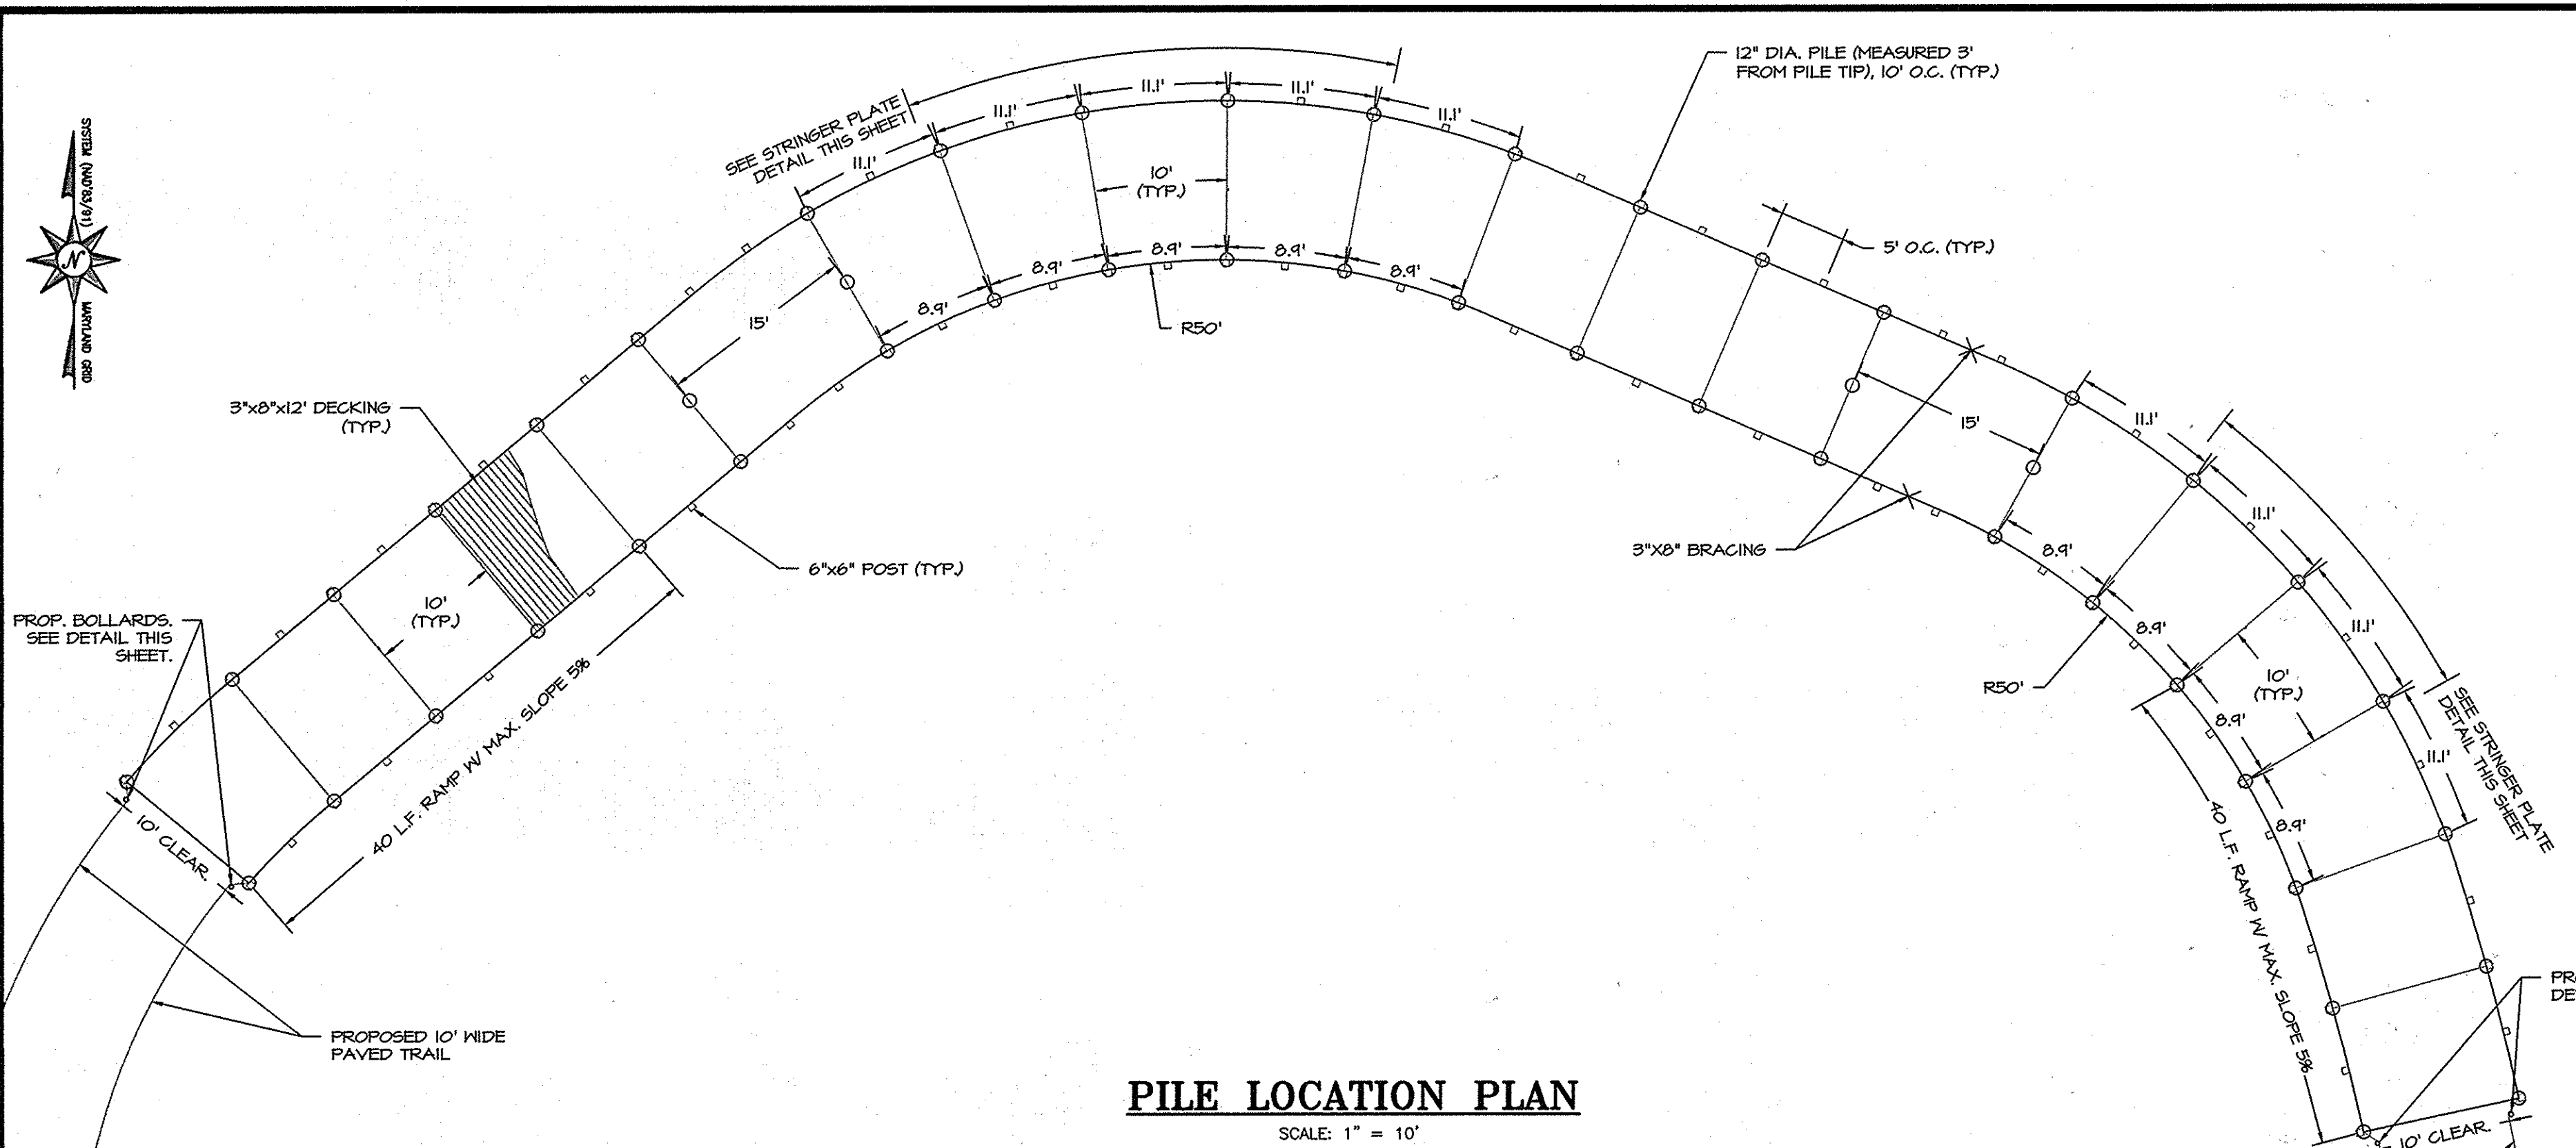 12" DIA. PILE (MEASURED 3'
FROM PILE TIP), 10' O.C. (TYP.)
SYSTEM (NAD'83/91)
N
MARYLAND GRID
SEE STRINGER PLATE
DETAIL THIS SHEET
11.1'
11.1'
11.1'
11.1'
11.1'
10'
(TYP.)
5' O.C. (TYP.)
8.9'
8.9'
8.9'
8.9'
8.9'
15'
R50'
3"x8"x12' DECKING
(TYP.)
15'
11.1'
11.1'
11.1'
11.1'
3"X8" BRACING
8.9'
8.9'
8.9'
8.9'
6"x6" POST (TYP.)
10'
(TYP.)
PROP. BOLLARDS.
SEE DETAIL THIS
SHEET.
40 L.F. RAMP W/ MAX. SLOPE 5%
R50'
10'
(TYP.)
SEE STRINGER PLATE
DETAIL THIS SHEET
10' CLEAR.
40 L.F. RAMP W/ MAX. SLOPE 5%
PR
DE
PROPOSED 10' WIDE
PAVED TRAIL
10' CLEAR.
PILE LOCATION PLAN
SCALE: 1" = 10'